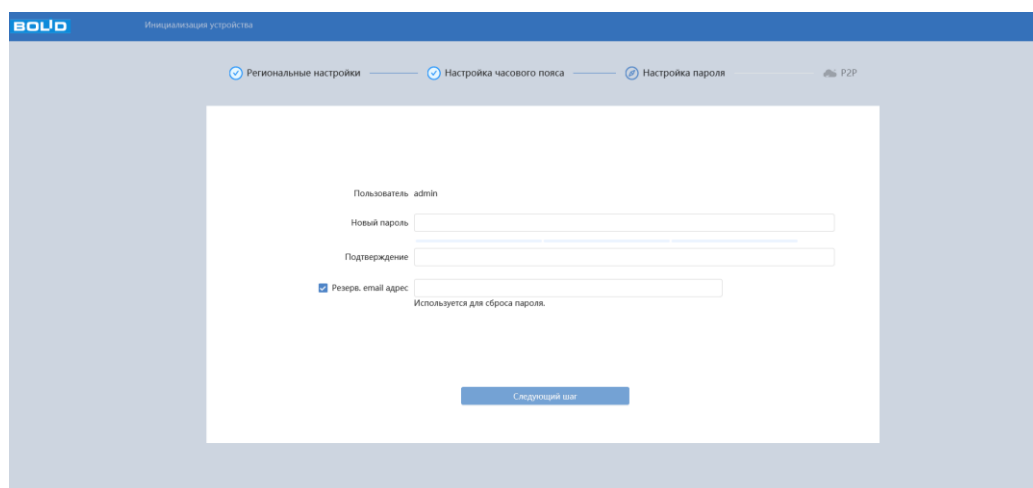 BOLID Инициализация устройства
Региональные настройки Настройка часового пояса Настройка пароля P2P
Пользователь admin
Новый пароль
Подтверждение
Резерв. email адрес
Используется для сброса пароля.
Следующий шаг